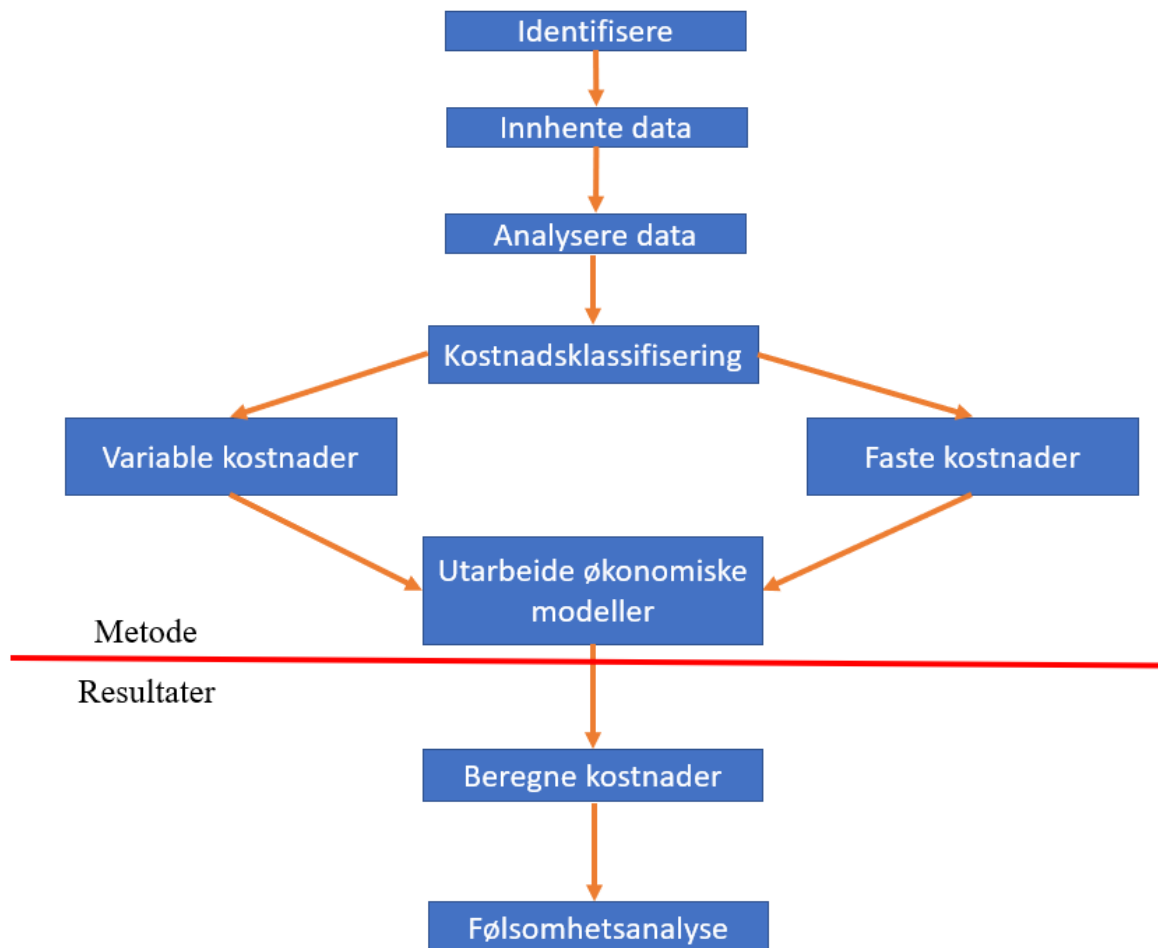 Identifisere
Innhente data
Analysere data
Kostnadsklassifisering
Variable kostnader
Faste kostnader
Utarbeide økonomiske
modeller
Metode
Resultater
Beregne kostnader
Følsomhetsanalyse